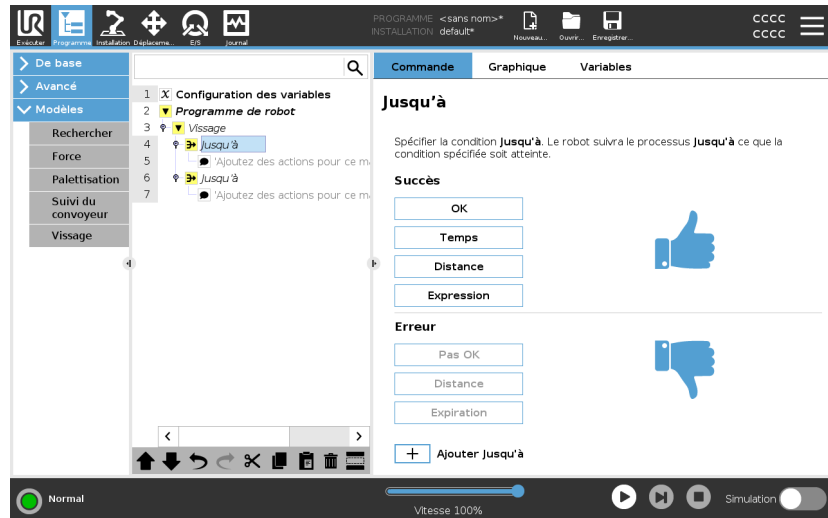 UR
Exécuter
Programme
Installation
Déplaceme...
E/S
Journal
PROGRAMME <sans nom>*
INSTALLATION default*
Nouveau...
Ouvrir...
Enregistrer...
cccc
cccc
De base
Avancé
Modèles
Rechercher
Force
Palettisation
Suivi du
convoyeur
Vissage
1 X Configuration des variables
2 Programme de robot
3 Vissage
4 Jusqu'à
5 'Ajoutez des actions pour ce m
6 Jusqu'à
7 'Ajoutez des actions pour ce m
Commande Graphique Variables
Jusqu'à
Spécifier la condition Jusqu'à. Le robot suivra le processus Jusqu'à ce que la
condition spécifiée soit atteinte.
Succès
OK
Temps
Distance
Expression
Erreur
Pas OK
Distance
Expiration
+ Ajouter Jusqu'à
Normal
Vitesse 100%
Simulation